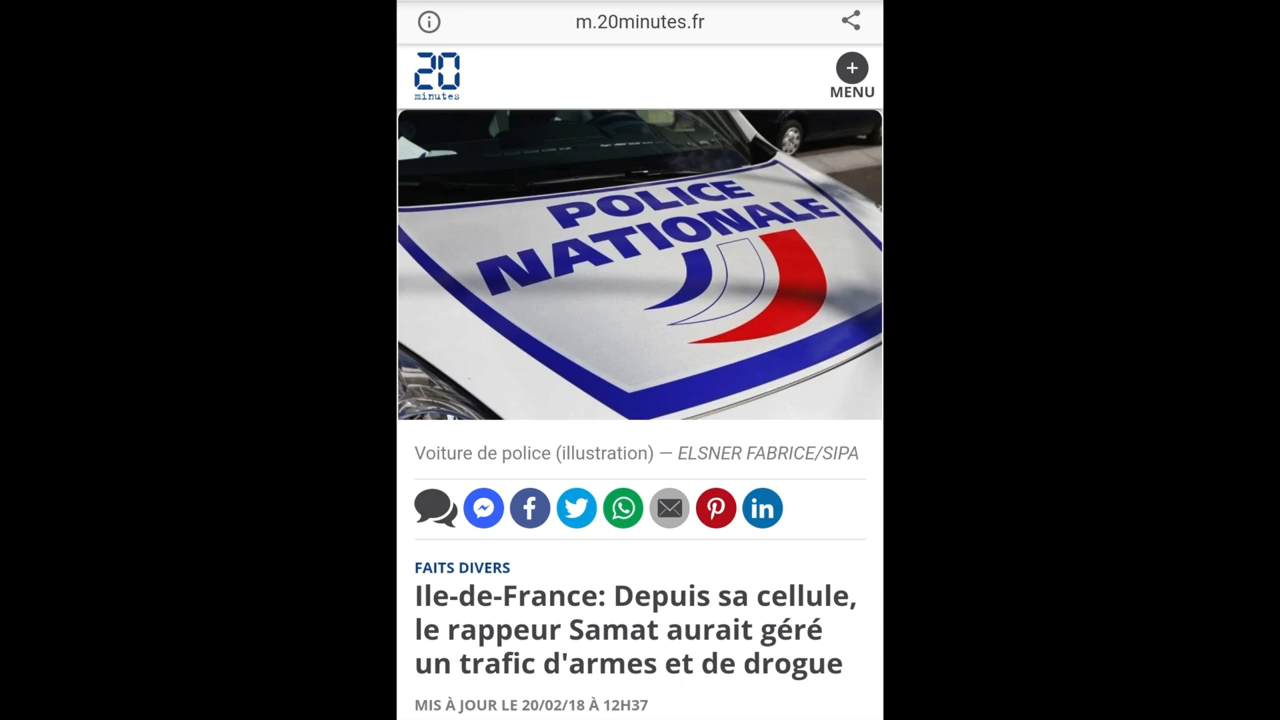 m.20minutes.fr
20
minutes
MENU
POLICE
NATIONALE
Voiture de police (illustration) — ELSNER FABRICE/SIPA
FAITS DIVERS
Ile-de-France: Depuis sa cellule,
le rappeur Samat aurait géré
un trafic d'armes et de drogue
MIS À JOUR LE 20/02/18 À 12H37